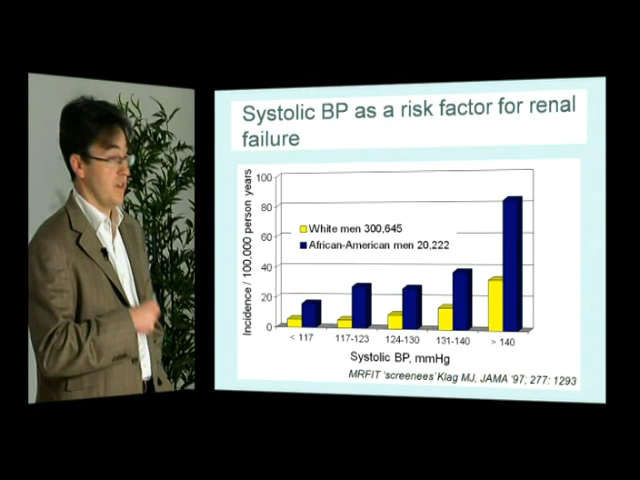 Systolic BP as a risk factor for renal
failure
Incidence / 100,000 person years
100
80
60
40
20
0
White men 300,645
African-American men 20,222
< 117
117-123
124-130
131-140
> 140
Systolic BP, mmHg
MRFIT 'screenees' Klag MJ, JAMA '97; 277: 1293